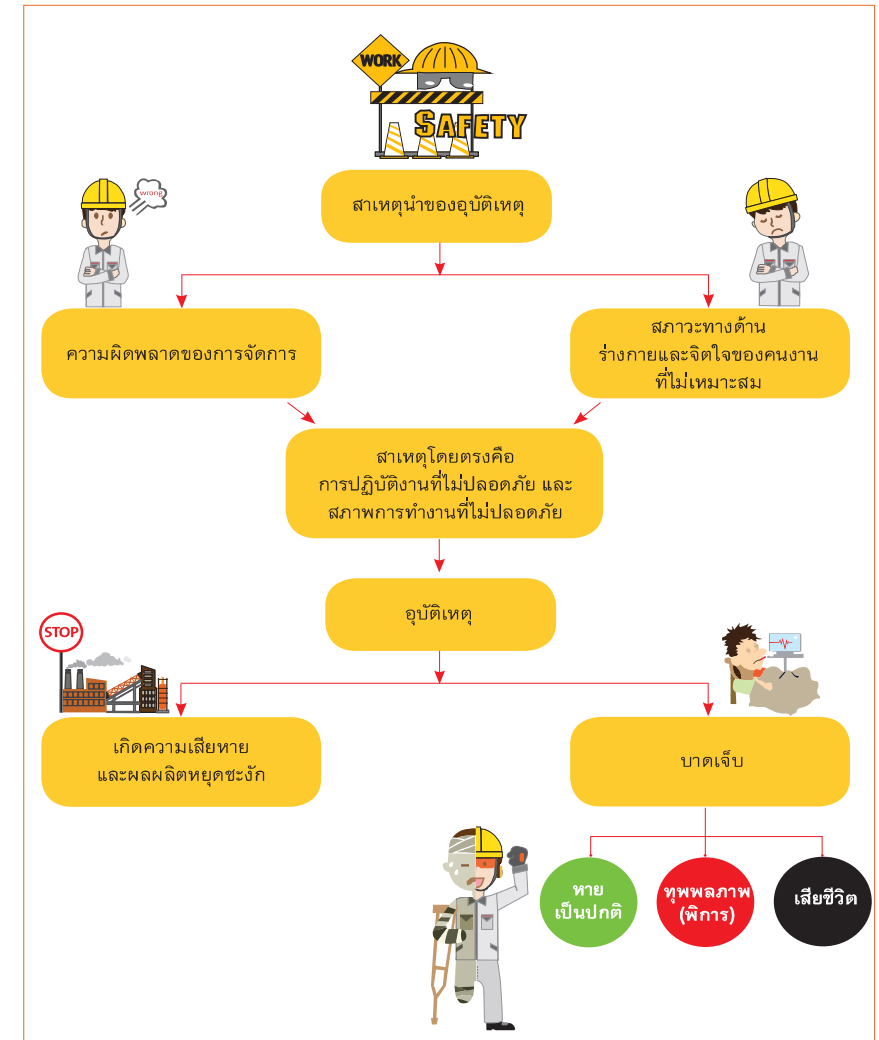 WORK
SAFETY
สาเหตุนำของอุบัติเหตุ
wrong
ความผิดพลาดของการจัดการ
สภาวะทางด้าน
ร่างกายและจิตใจของคนงาน
ที่ไม่เหมาะสม
สาเหตุโดยตรงคือ
การปฏิบัติงานที่ไม่ปลอดภัย และ
สภาพการทำงานที่ไม่ปลอดภัย
อุบัติเหตุ
STOP
เกิดความเสียหาย
และผลผลิตหยุดชะงัก
บาดเจ็บ
หาย
เป็นปกติ
ทุพพลภาพ
(พิการ)
เสียชีวิต